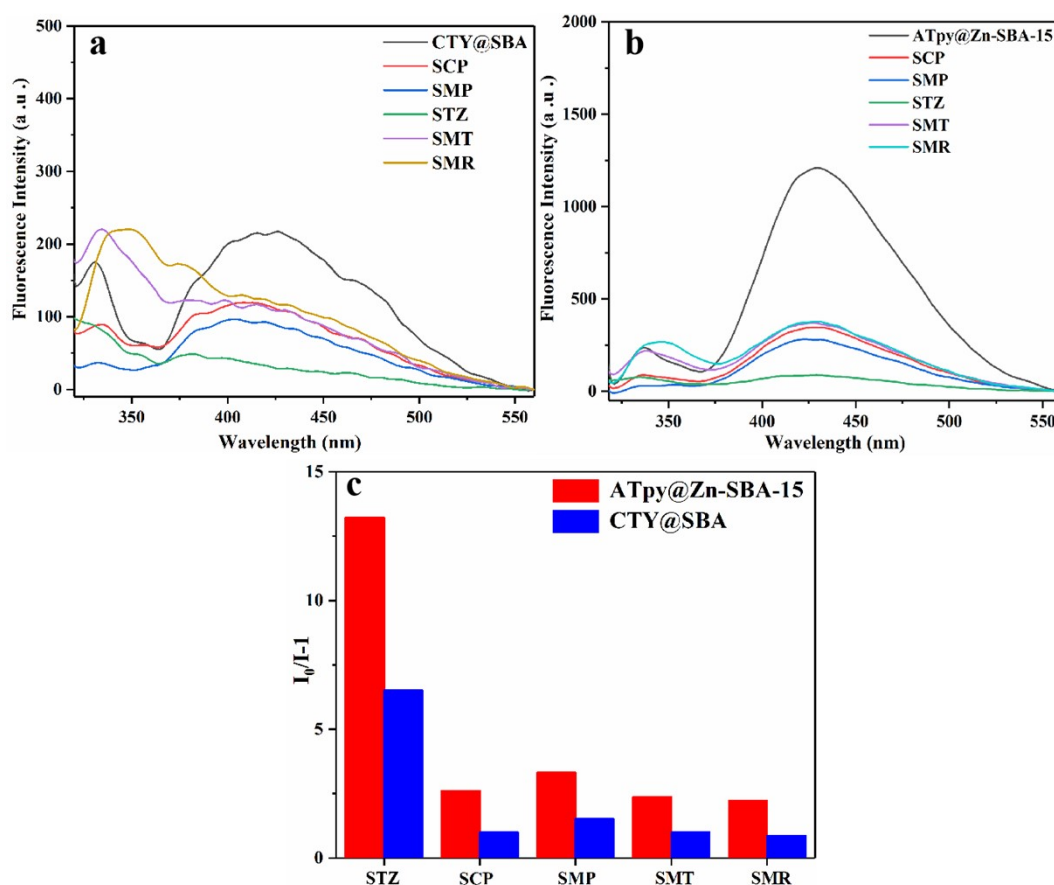 a
CTY@SBA
SCP
SMP
STZ
SMT
SMR
500
400
300
200
100
0
Fluorescence Intensity (a .u. )
350
400
450
500
550
Wavelength (nm)
b
ATpy@Zn-SBA-15
SCP
SMP
STZ
SMT
SMR
2000
1500
1000
500
0
Fluorescence Intensity (a .u. )
350
400
450
500
550
Wavelength (nm)
c
ATpy@Zn-SBA-15
CTY@SBA
15
10
5
0
I₀/I-1
STZ
SCP
SMP
SMT
SMR